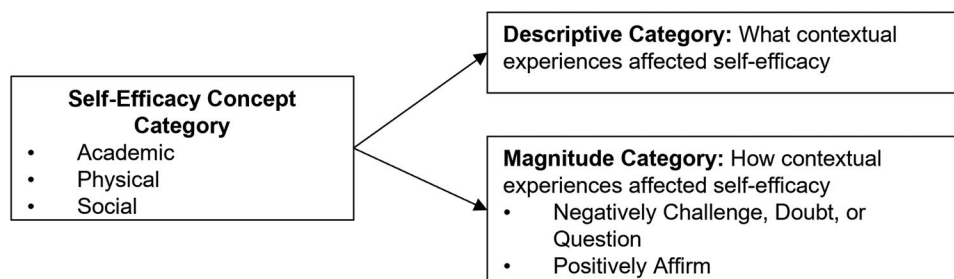 Self-Efficacy Concept
Category
• Academic
• Physical
• Social
Descriptive Category: What contextual
experiences affected self-efficacy
Magnitude Category: How contextual
experiences affected self-efficacy
• Negatively Challenge, Doubt, or
Question
• Positively Affirm